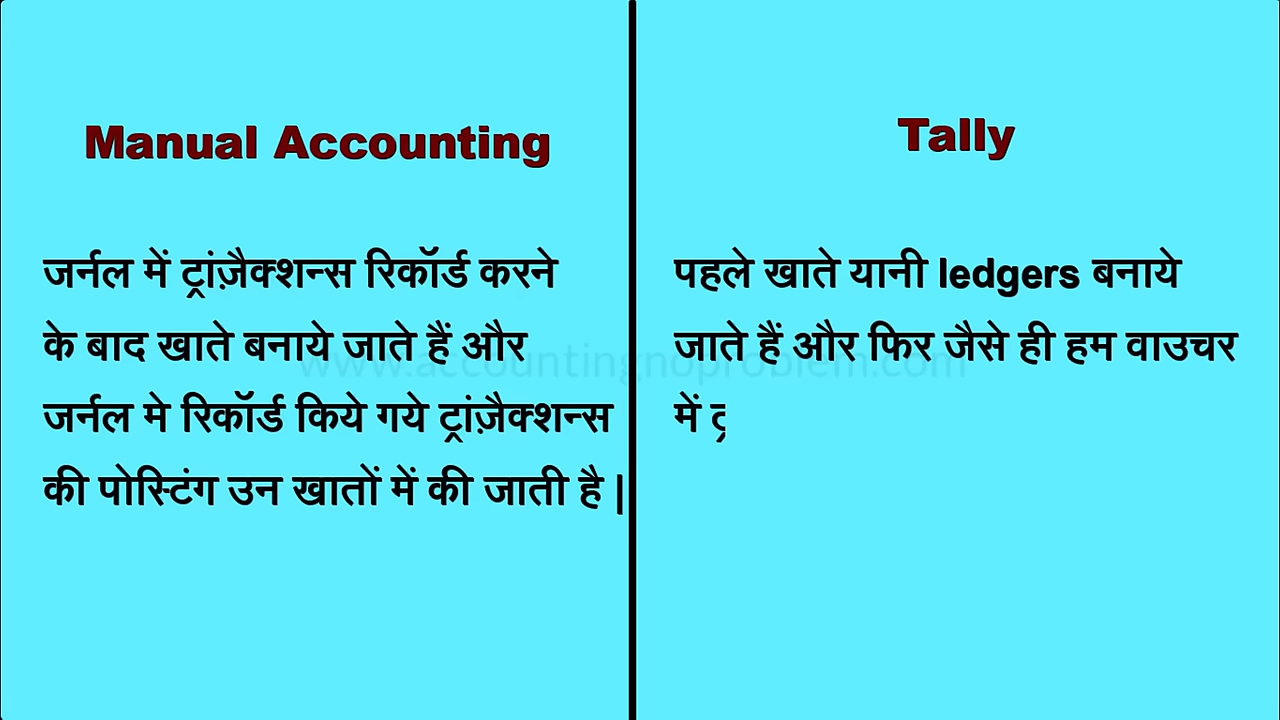 Manual Accounting
जर्नल में ट्रांज़ैक्शन्स रिकॉर्ड करने
के बाद खाते बनाये जाते हैं और
जर्नल मे रिकॉर्ड किये गये ट्रांज़ैक्शन्स
की पोस्टिंग उन खातों में की जाती है |
Tally
पहले खाते यानी ledgers बनाये
जाते हैं और फिर जैसे ही हम वाउचर
में
www.accountingnoproblem.com